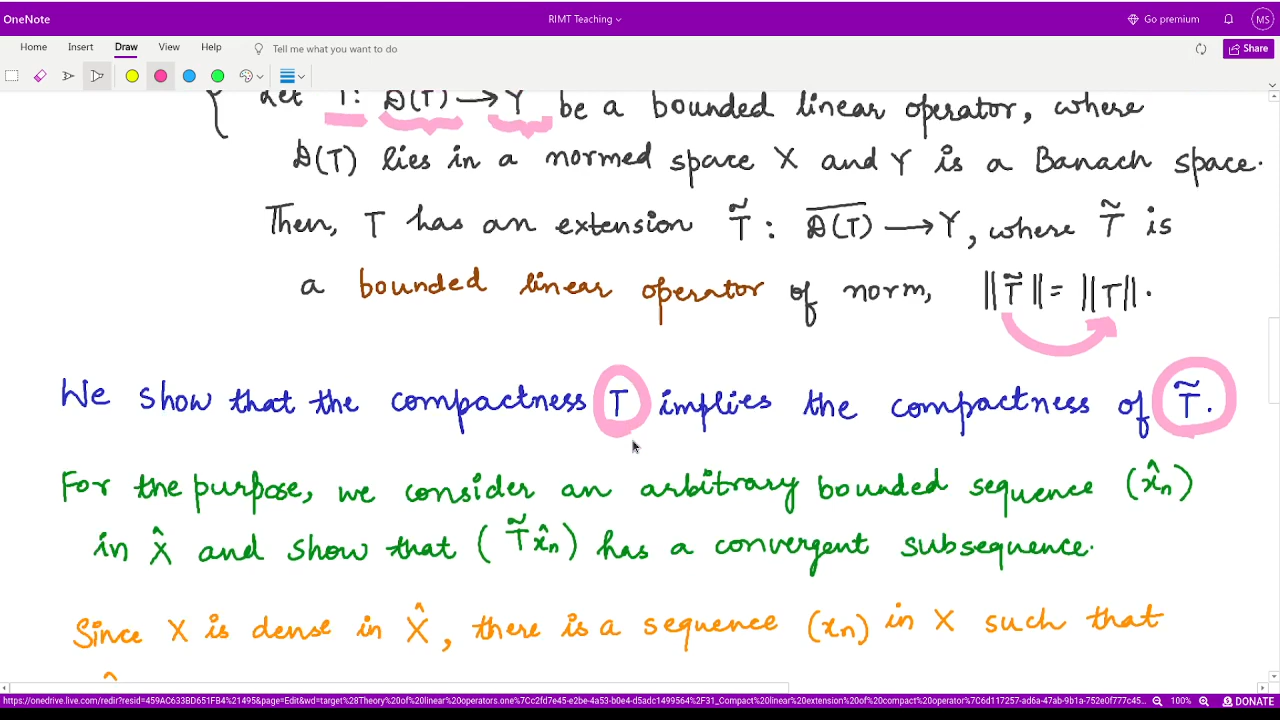 OneNote
RIMT Teaching
Go premium
MS
Home Insert Draw View Help Tell me what you want to do
Share
Let T: D(T) → Y be a bounded linear operator, where
D(T) lies in a normed space X and Y is a Banach space.
Then, T has an extension T̃ : \overline{D(T)} → Y, where T̃ is
a bounded linear operator of norm, ||T̃|| = ||T||.
We show that the compactness T implies the compactness of T̃.
For the purpose, we consider an arbitrary bounded sequence (x̂n)
in X̂ and show that (T̃x̂n) has a convergent subsequence.
Since X is dense in X̂, there is a sequence (xn) in X such that
100%
DONATE